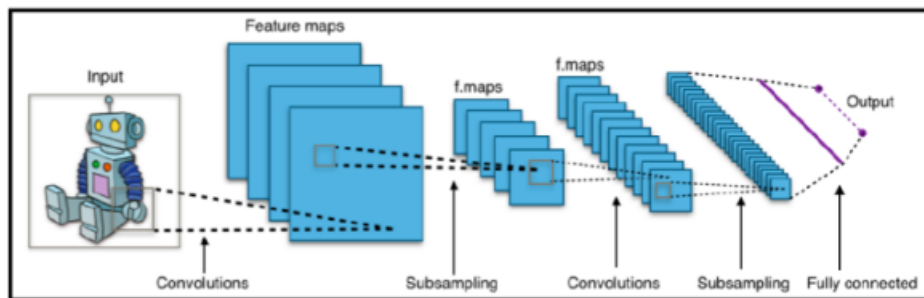 Input
Feature maps
f.maps
f.maps
Output
Convolutions
Subsampling
Convolutions
Subsampling
Fully connected